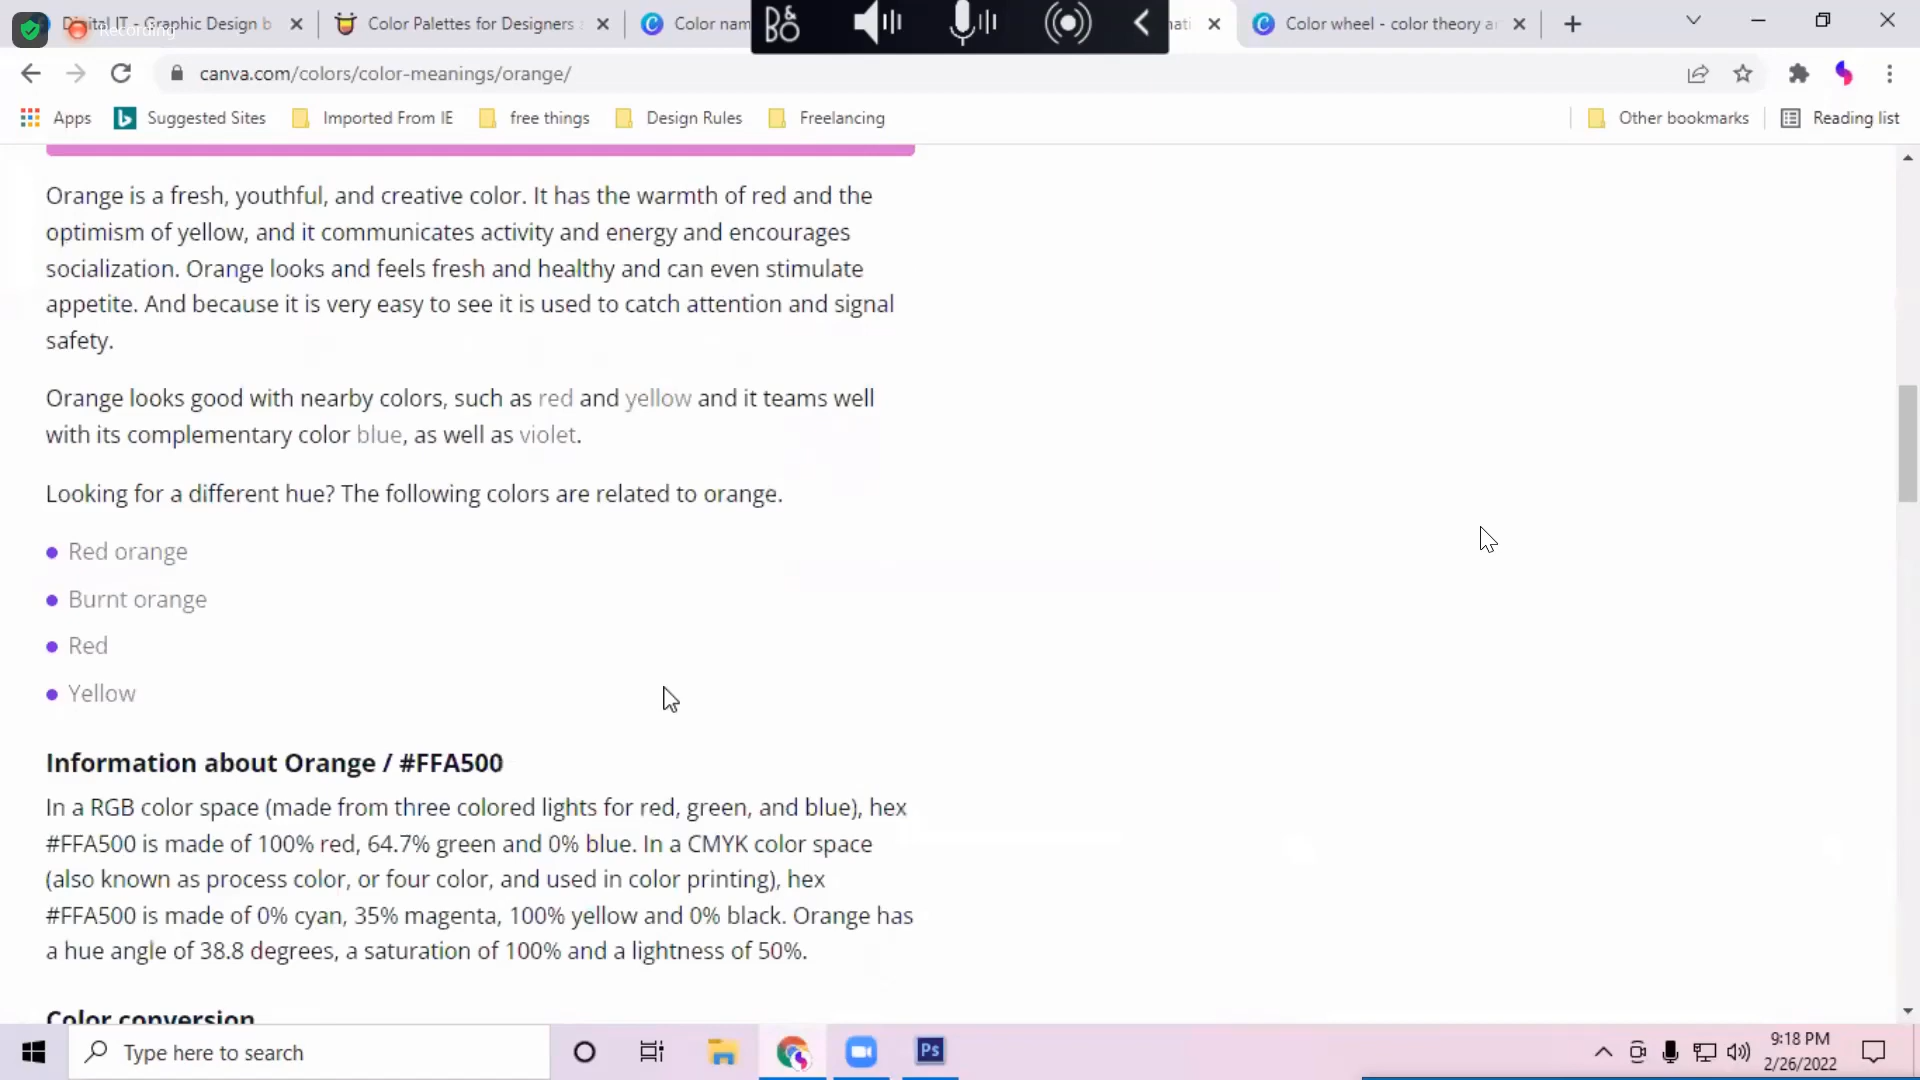 Digital IT - Graphic Design b
Color Palettes for Designers
Color nam
Color wheel - color theory a
Recording
canva.com/colors/color-meanings/orange/
Apps
Suggested Sites
Imported From IE
free things
Design Rules
Freelancing
Other bookmarks
Reading list
Orange is a fresh, youthful, and creative color. It has the warmth of red and the
optimism of yellow, and it communicates activity and energy and encourages
socialization. Orange looks and feels fresh and healthy and can even stimulate
appetite. And because it is very easy to see it is used to catch attention and signal
safety.
Orange looks good with nearby colors, such as red and yellow and it teams well
with its complementary color blue, as well as violet.
Looking for a different hue? The following colors are related to orange.
Red orange
Burnt orange
Red
Yellow
Information about Orange / #FFA500
In a RGB color space (made from three colored lights for red, green, and blue), hex
#FFA500 is made of 100% red, 64.7% green and 0% blue. In a CMYK color space
(also known as process color, or four color, and used in color printing), hex
#FFA500 is made of 0% cyan, 35% magenta, 100% yellow and 0% black. Orange has
a hue angle of 38.8 degrees, a saturation of 100% and a lightness of 50%.
Color conversion
Type here to search
Ps
9:18 PM
2/26/2022